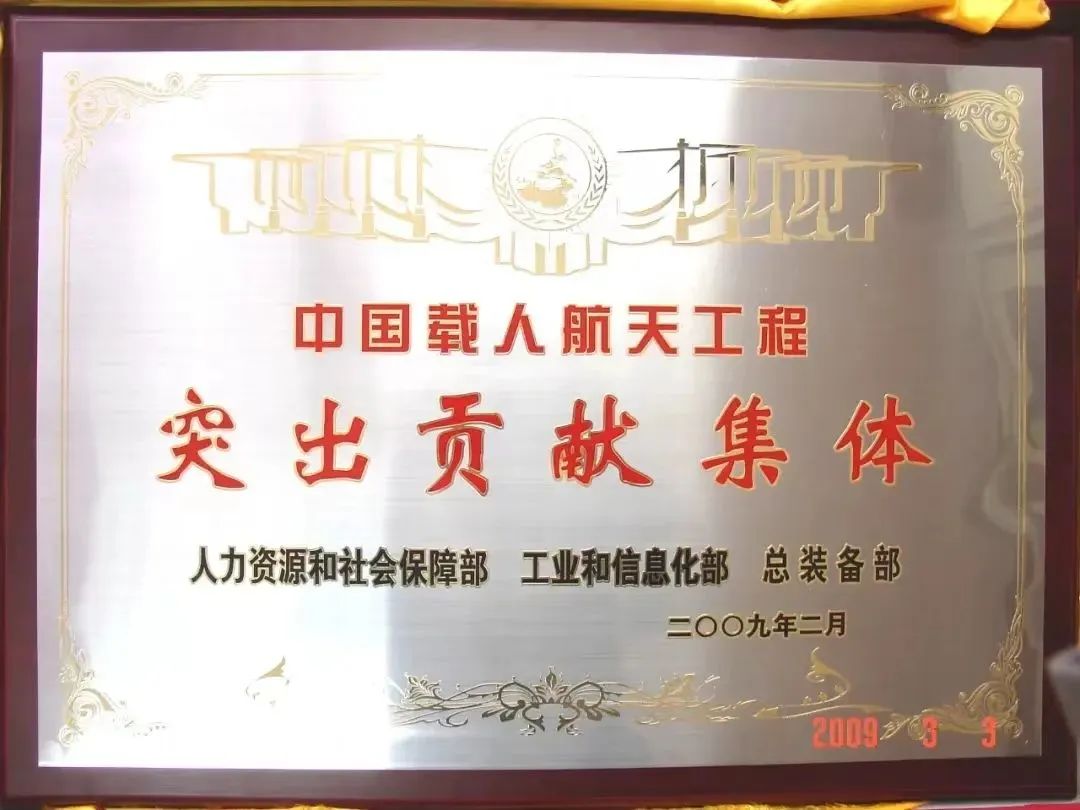 中国载人航天工程
突出贡献集体
人力资源和社会保障部 工业和信息化部 总装备部
二〇〇九年二月
2009 3 3